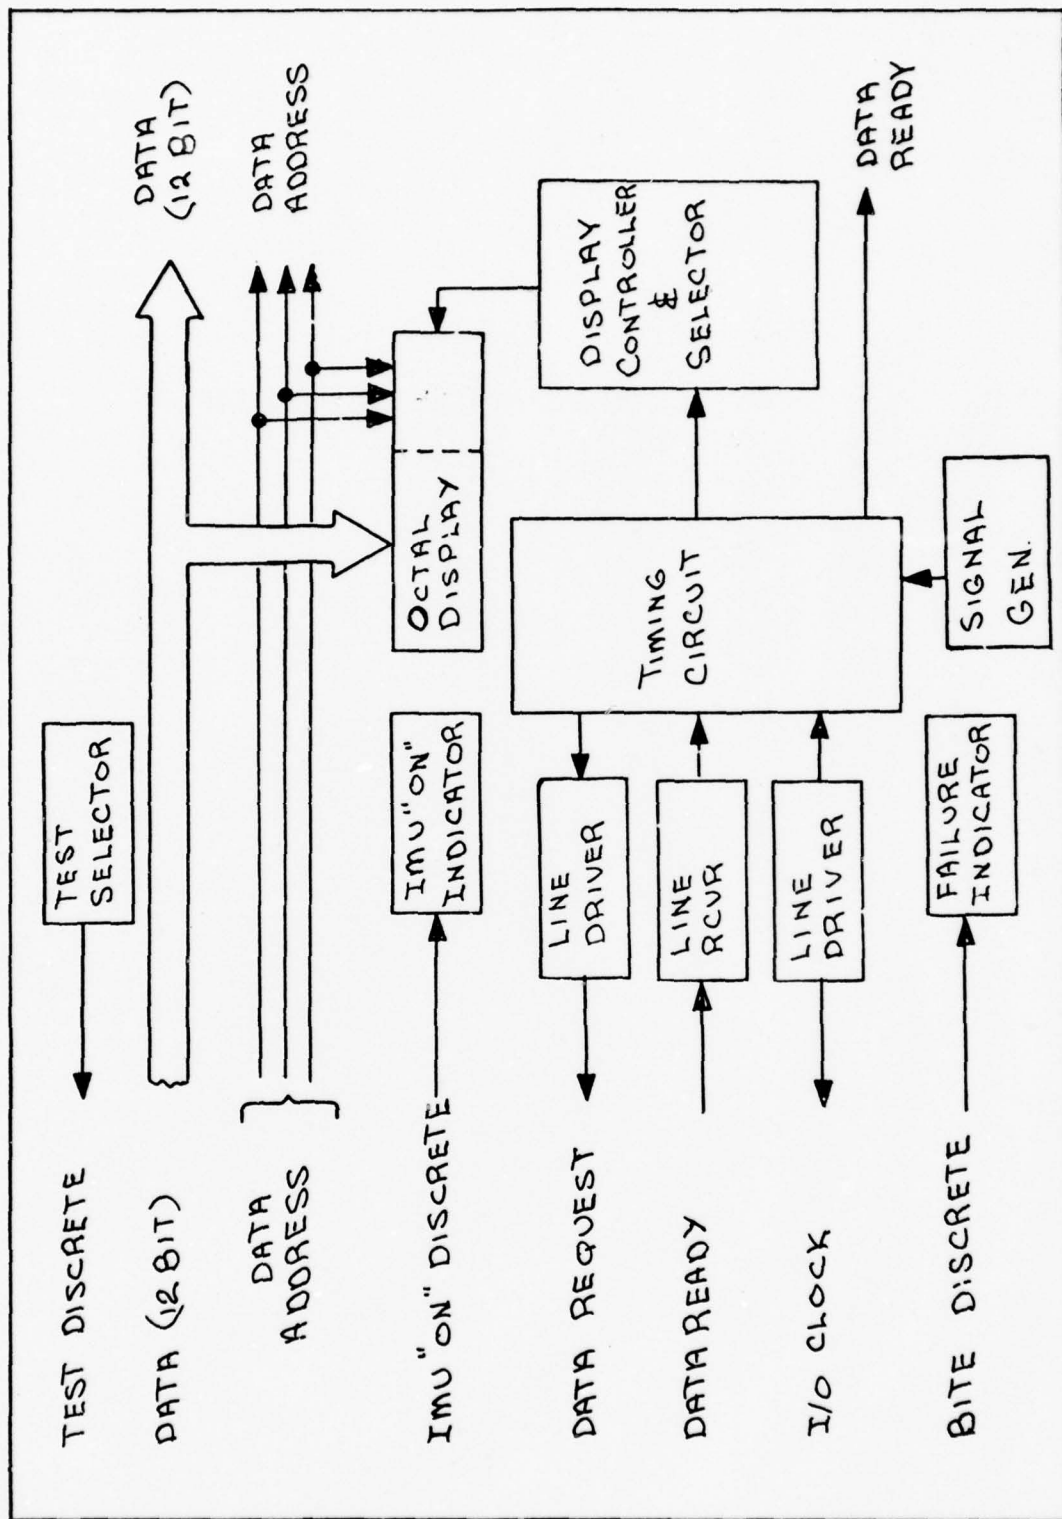 TEST DISCRETE
TEST
SELECTOR
DATA
(12 BIT)
DATA (12 BIT)
DATA
ADDRESS
DATA
ADDRESS
IMU "ON" DISCRETE
IMU "ON"
INDICATOR
OCTAL
DISPLAY
DISPLAY
CONTROLLER
&
SELECTOR
DATA REQUEST
LINE
DRIVER
TIMING
CIRCUIT
DATA READY
LINE
RCVR
I/O CLOCK
LINE
DRIVER
DATA
READY
BITE DISCRETE
FAILURE
INDICATOR
SIGNAL
GEN.